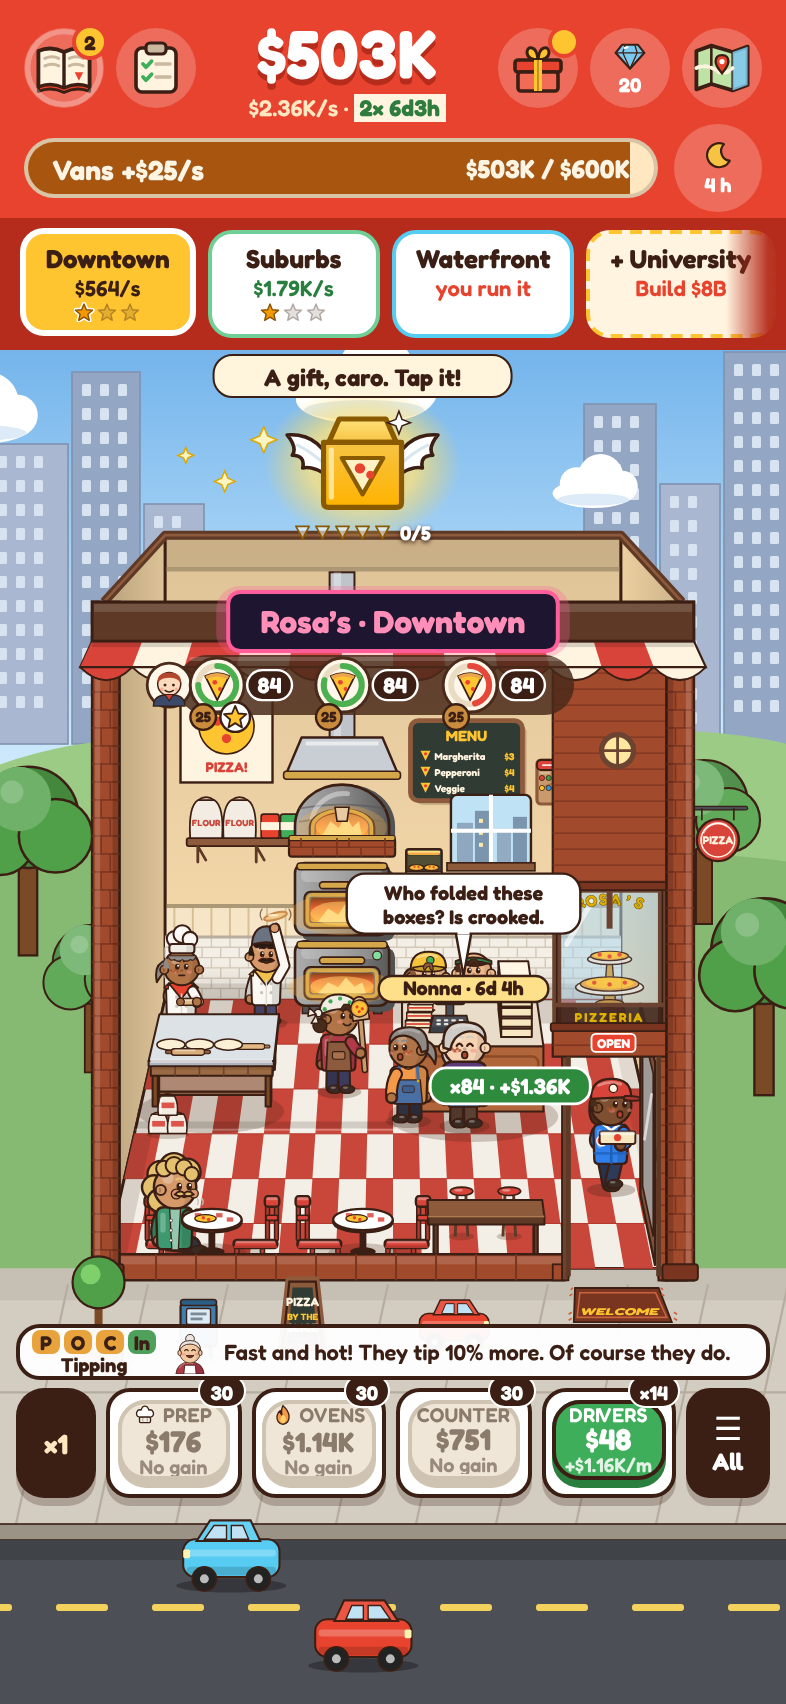 2
$503K
$2.36K/s · 2x 6d3h
20
Vans +$25/s
$503K / $600K
4 h
Downtown
$564/s
Suburbs
$1.79K/s
Waterfront
you run it
+ University
Build $8B
A gift, caro. Tap it!
0/5
Rosa's · Downtown
84
84
84
25
25
25
PIZZA!
MENU
Margherita $3
Pepperoni $4
Veggie $4
FLOUR
FLOUR
PIZZA
Who folded these
boxes? Is crooked.
ROSA'S
Nonna · 6d 4h
PIZZERIA
OPEN
x84 · +$1.36K
PIZZA
BY THE
WELCOME
P O C In
Tipping
Fast and hot! They tip 10% more. Of course they do.
x1
30
PREP
$176
No gain
30
OVENS
$1.14K
No gain
30
COUNTER
$751
No gain
x14
DRIVERS
$48
+$1.16K/m
All